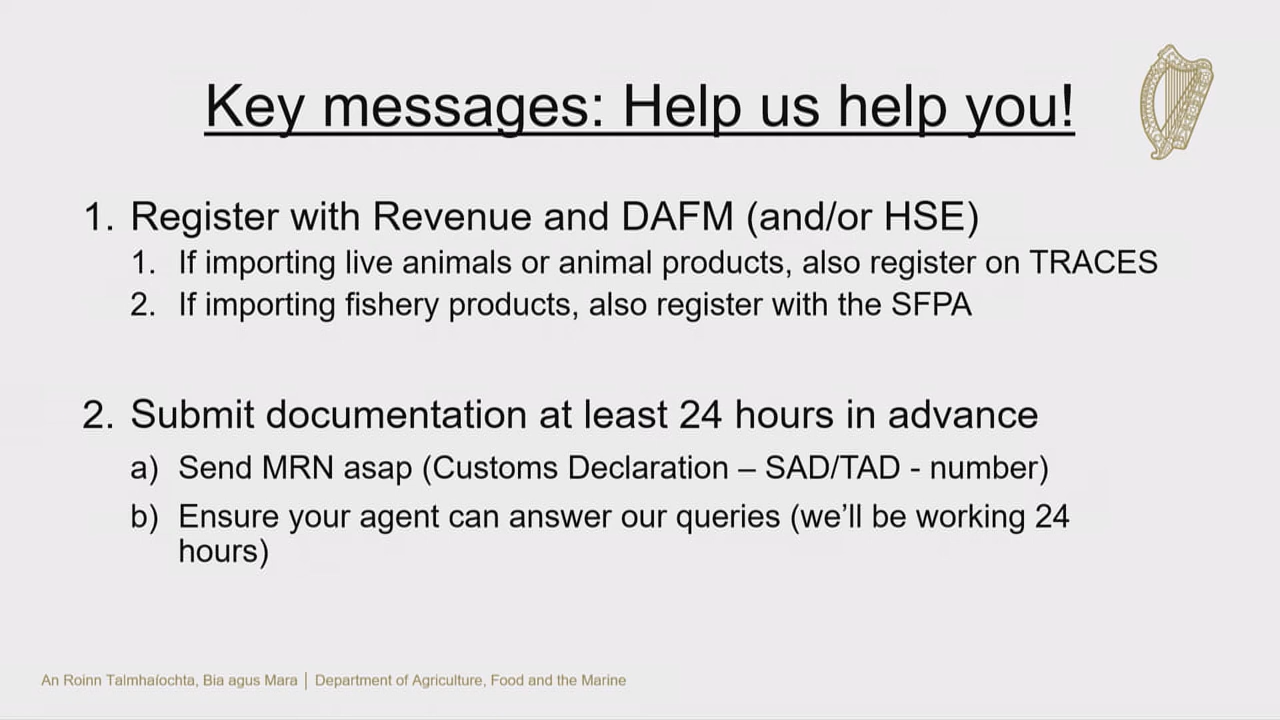 Key messages: Help us help you!
1. Register with Revenue and DAFM (and/or HSE)
1. If importing live animals or animal products, also register on TRACES
2. If importing fishery products, also register with the SFPA
2. Submit documentation at least 24 hours in advance
a) Send MRN asap (Customs Declaration – SAD/TAD - number)
b) Ensure your agent can answer our queries (we’ll be working 24
hours)
An Roinn Talmhaíochta, Bia agus Mara | Department of Agriculture, Food and the Marine